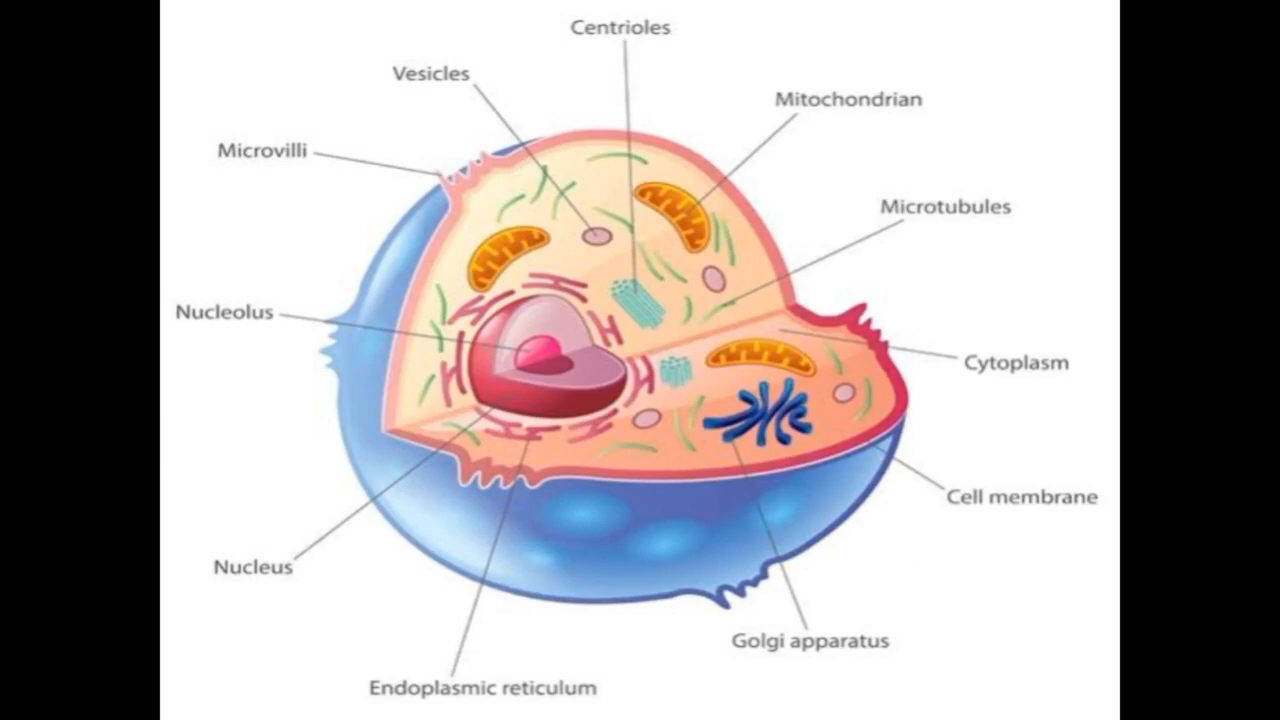 Centrioles
Vesicles
Mitochondrian
Microvilli
Microtubules
Nucleolus
Cytoplasm
Cell membrane
Nucleus
Golgi apparatus
Endoplasmic reticulum